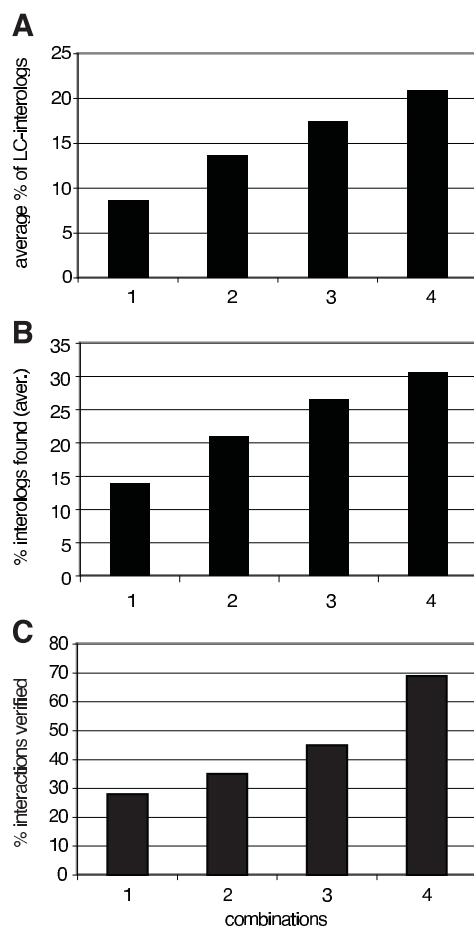 A
average % of LC-interologs
25
20
15
10
5
0
1 2 3 4
B
% interologs found (aver.)
35
30
25
20
15
10
5
0
1 2 3 4
C
% interactions verified
80
70
60
50
40
30
20
10
0
1 2 3 4
combinations